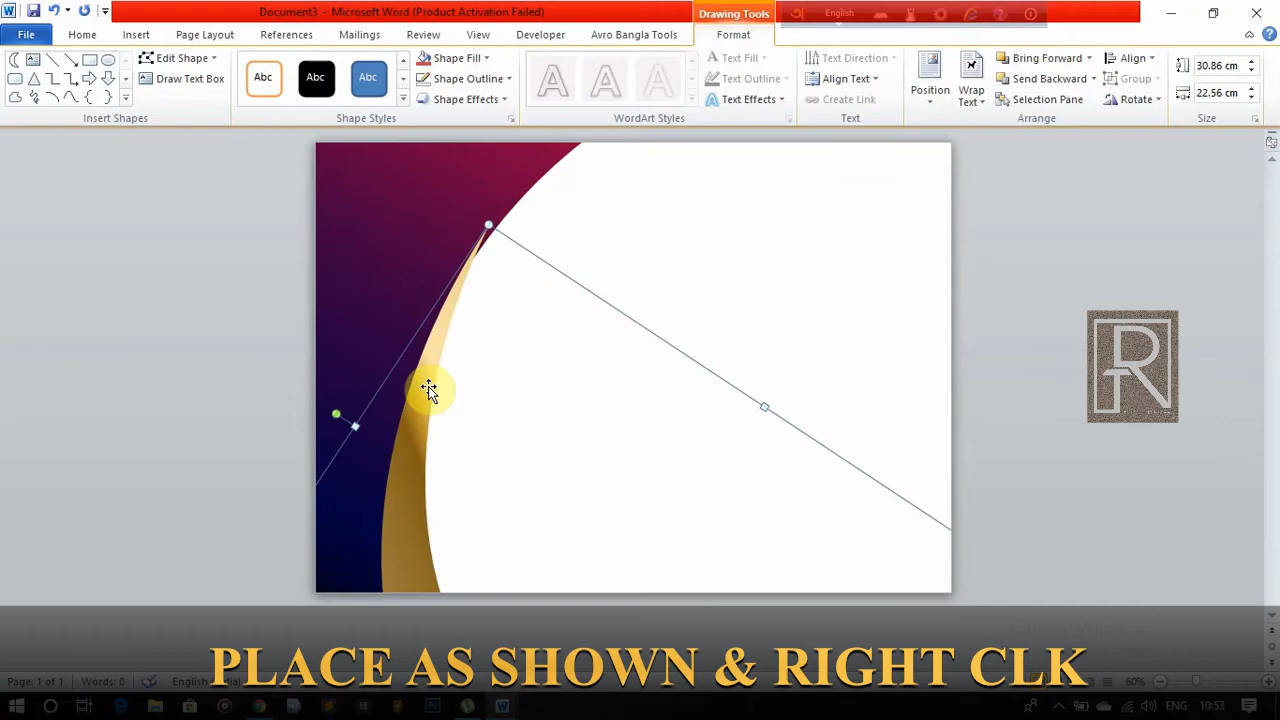 Document3 - Microsoft Word (Product Activation Failed)
Drawing Tools
English
File
Home
Insert
Page Layout
References
Mailings
Review
View
Developer
Avro Bangla Tools
Format
Edit Shape
Draw Text Box
Insert Shapes
Abc
Abc
Abc
Shape Fill
Shape Outline
Shape Effects
Shape Styles
Text Fill
Text Outline
Text Effects
WordArt Styles
Text Direction
Align Text
Create Link
Text
Position
Wrap Text
Bring Forward
Send Backward
Selection Pane
Align
Group
Rotate
Arrange
30.86 cm
22.56 cm
Size
PLACE AS SHOWN & RIGHT CLK
Page: 1 of 1
Words: 0
60%
ENG
10:53